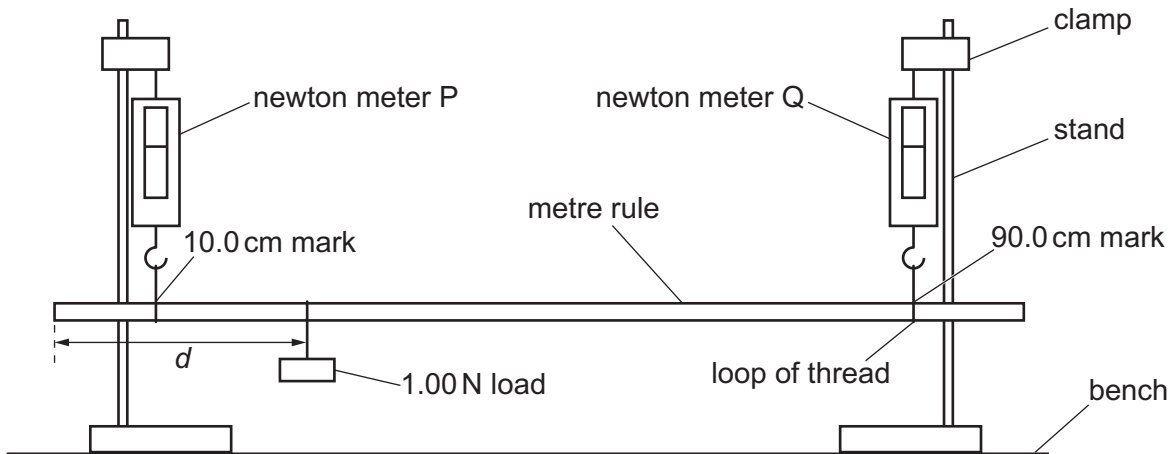 clamp
newton meter P
newton meter Q
stand
metre rule
10.0 cm mark
90.0 cm mark
d
1.00 N load
loop of thread
bench